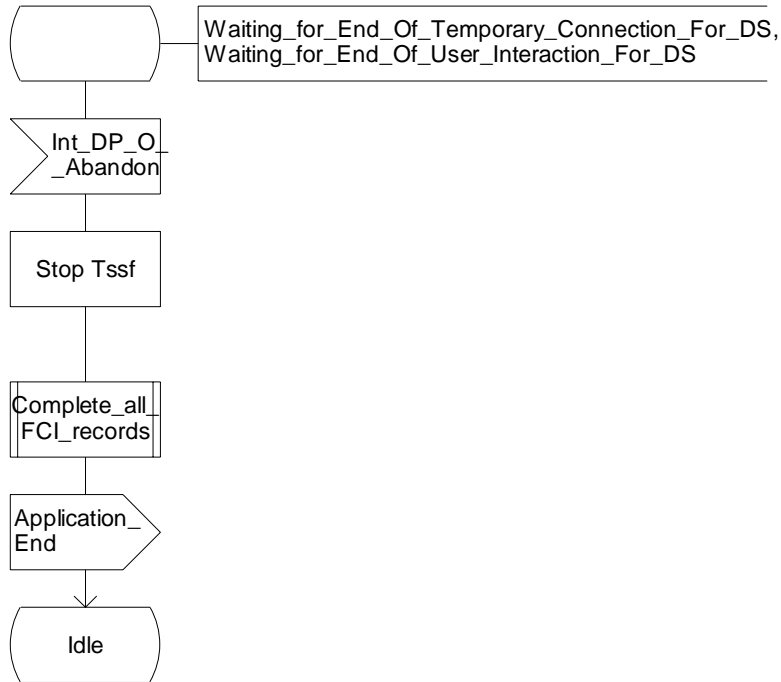 Waiting_for_End_Of_Temporary_Connection_For_DS,
Waiting_for_End_Of_User_Interaction_For_DS
Int_DP_O_
_Abandon
Stop Tssf
Complete_all_
FCI_records
Application_
End
Idle